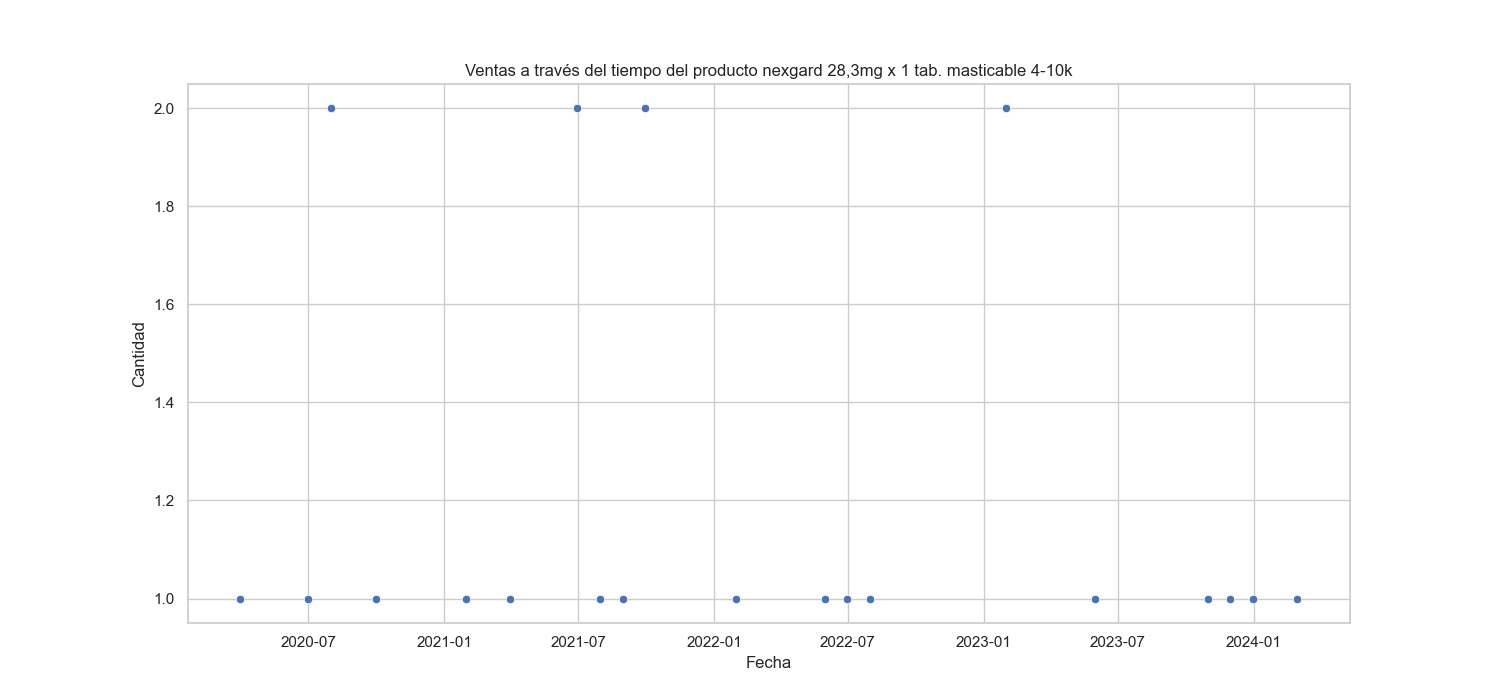 Ventas a través del tiempo del producto nexgard 28,3mg x 1 tab. masticable 4-10k
2.0
1.8
1.6
1.4
1.2
1.0
Cantidad
2020-07 2021-01 2021-07 2022-01 2022-07 2023-01 2023-07 2024-01
Fecha